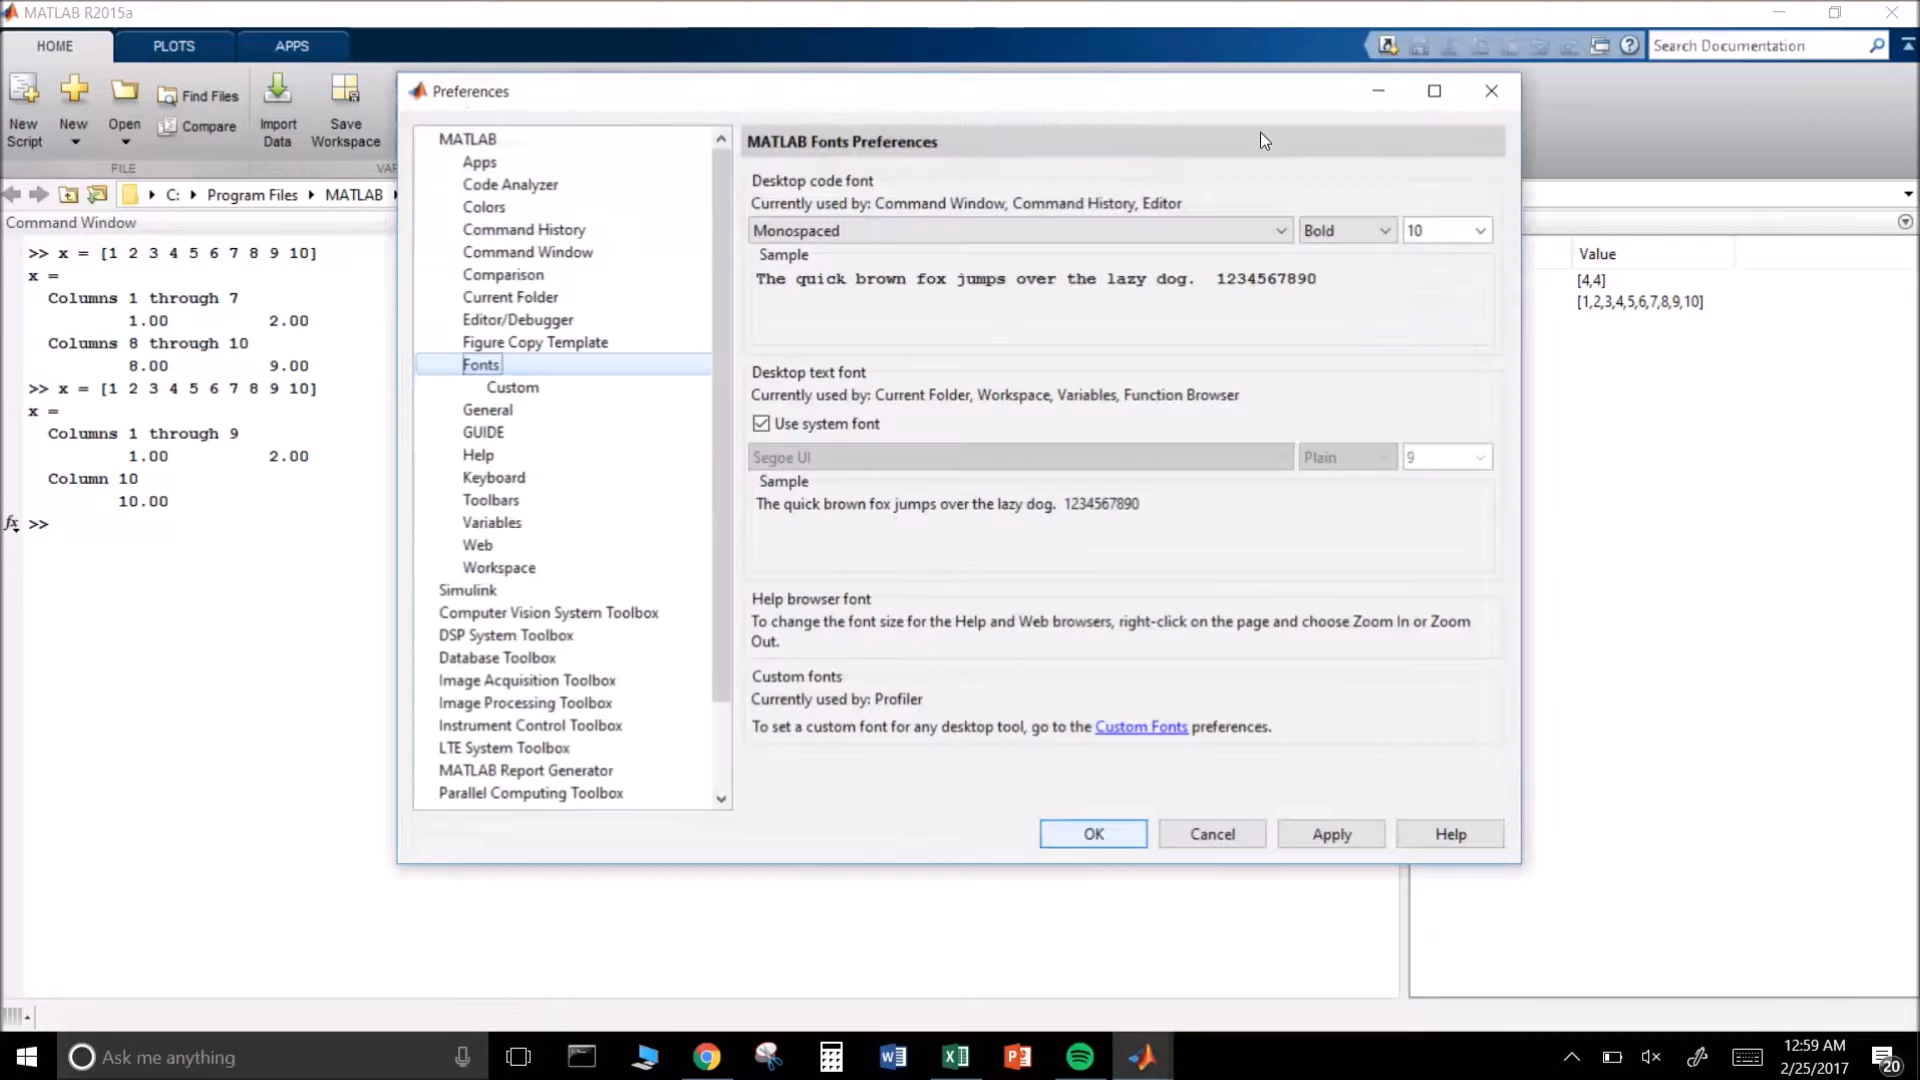 MATLAB R2015a
HOME
PLOTS
APPS
Search Documentation
New
Script
New
Open
Find Files
Compare
Import
Data
Save
Workspace
FILE
VAR
C:
Program Files
MATLAB
Command Window
>> x = [1 2 3 4 5 6 7 8 9 10]
x =
Columns 1 through 7
1.00 2.00
Columns 8 through 10
8.00 9.00
>> x = [1 2 3 4 5 6 7 8 9 10]
x =
Columns 1 through 9
1.00 2.00
Column 10
10.00
fx >>
Preferences
MATLAB
Apps
Code Analyzer
Colors
Command History
Command Window
Comparison
Current Folder
Editor/Debugger
Figure Copy Template
Fonts
Custom
General
GUIDE
Help
Keyboard
Toolbars
Variables
Web
Workspace
Simulink
Computer Vision System Toolbox
DSP System Toolbox
Database Toolbox
Image Acquisition Toolbox
Image Processing Toolbox
Instrument Control Toolbox
LTE System Toolbox
MATLAB Report Generator
Parallel Computing Toolbox
MATLAB Fonts Preferences
Desktop code font
Currently used by: Command Window, Command History, Editor
Monospaced
Bold
10
Sample
The quick brown fox jumps over the lazy dog. 1234567890
Desktop text font
Currently used by: Current Folder, Workspace, Variables, Function Browser
Use system font
Segoe UI
Plain
9
Sample
The quick brown fox jumps over the lazy dog. 1234567890
Help browser font
To change the font size for the Help and Web browsers, right-click on the page and choose Zoom In or Zoom
Out.
Custom fonts
Currently used by: Profiler
To set a custom font for any desktop tool, go to the Custom Fonts preferences.
OK
Cancel
Apply
Help
Value
[4,4]
[1,2,3,4,5,6,7,8,9,10]
Ask me anything
12:59 AM
2/25/2017
20